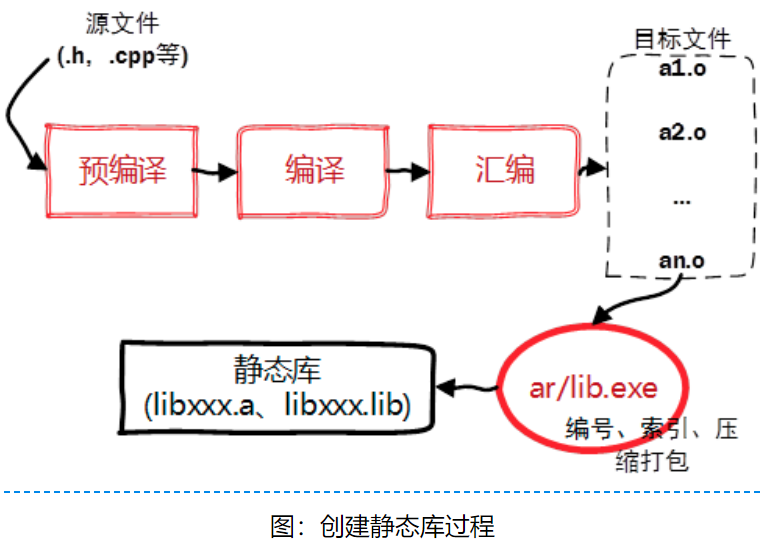 源文件
(.h，.cpp等)
目标文件
a1.o
a2.o
...
an.o
预编译
编译
汇编
ar/lib.exe
编号、索引、压
缩打包
静态库
(libxxx.a、libxxx.lib)
图：创建静态库过程